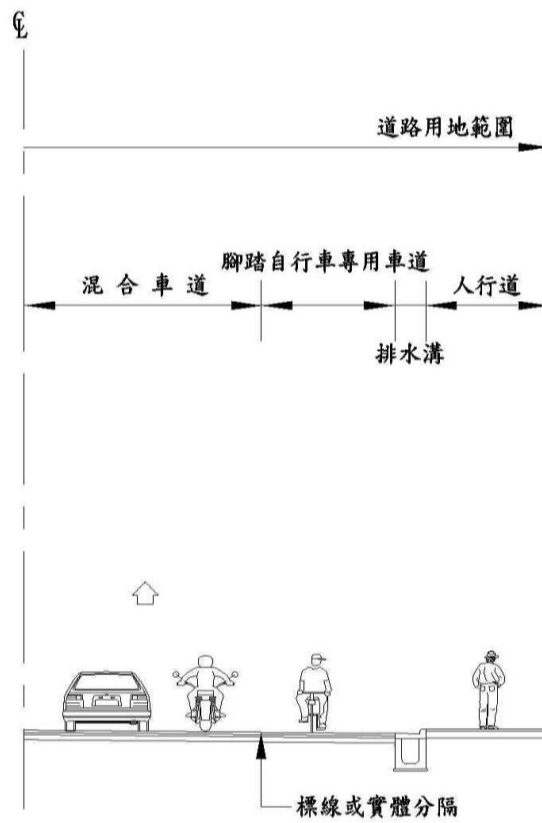 ℄
道路用地範圍
腳踏自行車專用車道
混合車道
人行道
排水溝
標線或實體分隔